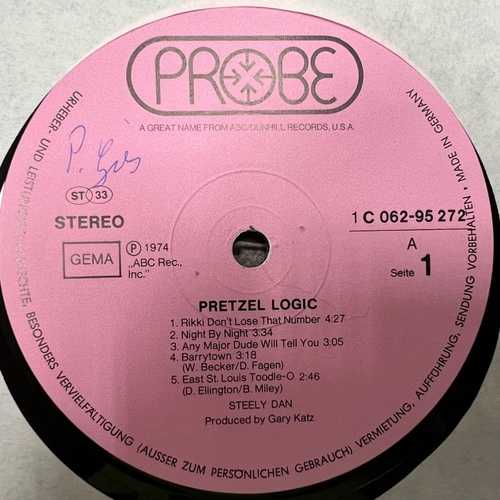 PROBE
A GREAT NAME FROM ABC/DUNHILL RECORDS, U.S.A.
P.
ST 33
STEREO
GEMA
℗ 1974
„ABC Rec.,
Inc."
1 C 062-95 272
A
Seite 1
PRETZEL LOGIC
1. Rikki Don't Lose That Number 4:27
2. Night By Night 3:34
3. Any Major Dude Will Tell You 3:05
4. Barrytown 3:18
(W. Becker/D. Fagen)
5. East St. Louis Toodle-O 2:46
(D. Ellington/B. Miley)
STEELY DAN
Produced by Gary Katz
URHEBER- UND BESONDERS VERVIELFÄLTIGUNG (AUSSER ZUM PERSÖNLICHEN GEBRAUCH) VERMIETUNG, AUFFÜHRUNG, SENDUNG VORBEHALTEN • MADE IN GERMANY